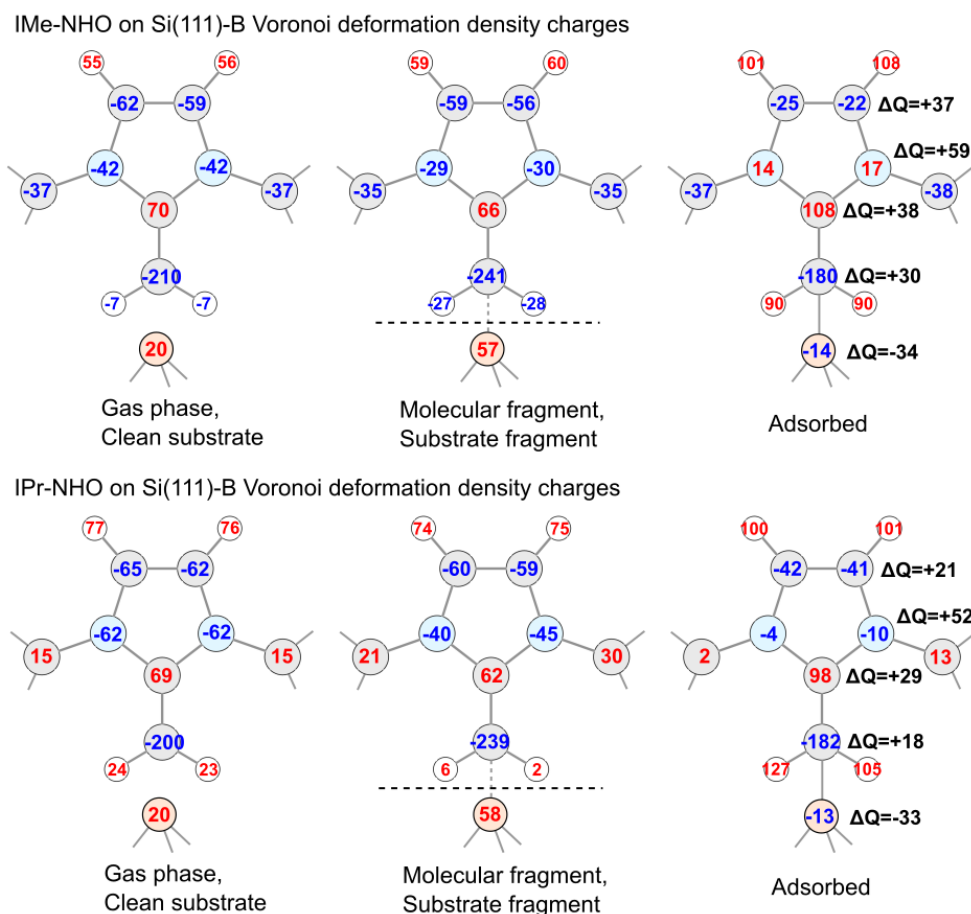 IMe-NHO on Si(111)-B Voronoi deformation density charges
55 56 59 60 101 108
-62 -59 -59 -56 -25 -22 ΔQ=+37
ΔQ=+59
-42 -42 -29 -30 14 17
-37 -37 -35 -35 -37 -38
70 66 108 ΔQ=+38
-210 -241 -180 ΔQ=+30
-7 -7 -27 -28 90 90
20 57 -14 ΔQ=-34
Gas phase,
Clean substrate
Molecular fragment,
Substrate fragment
Adsorbed
IPr-NHO on Si(111)-B Voronoi deformation density charges
77 76 74 75 100 101
-65 -62 -60 -59 -42 -41 ΔQ=+21
ΔQ=+52
-62 -62 -40 -45 -4 -10
15 15 21 30 2 13
69 62 98 ΔQ=+29
-200 -239 -182 ΔQ=+18
24 23 6 2 127 105
20 58 -13 ΔQ=-33
Gas phase,
Clean substrate
Molecular fragment,
Substrate fragment
Adsorbed